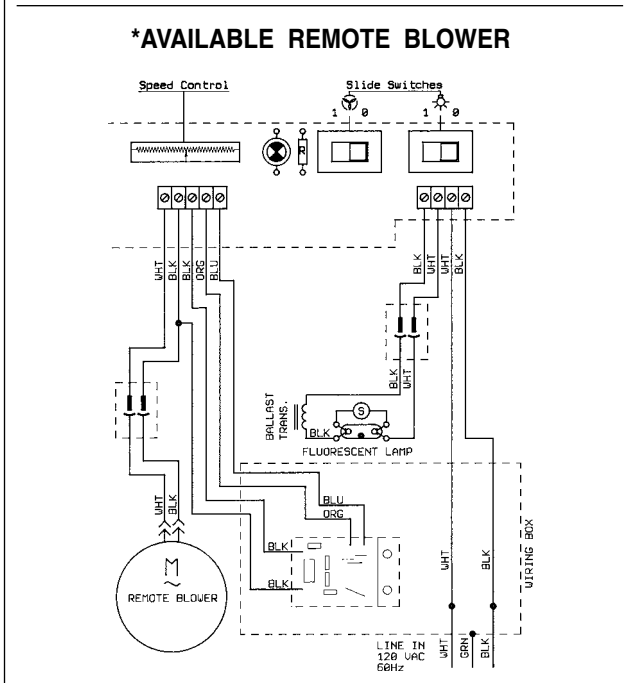 *AVAILABLE REMOTE BLOWER
Speed Control
Slide Switches
1 0
1 0
R
WHT
BLK
BLK
ORG
BLU
BLK
WHT
WHT
BLK
BLK
WHT
BALLAST
TRANS.
S
BLK
FLUORESCENT LAMP
BLU
ORG
WHT
BLK
BLK
BLK
M
~
REMOTE BLOWER
WHT
BLK
WIRING BOX
LINE IN
120 VAC
60Hz
WHT
GRN
BLK